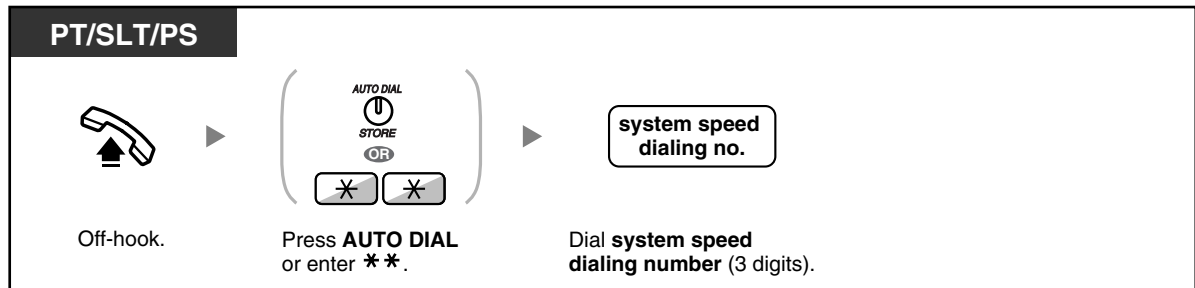 PT/SLT/PS
AUTO DIAL
STORE
OR
* *
system speed
dialing no.
Off-hook.
Press AUTO DIAL
or enter **.
Dial system speed
dialing number (3 digits).